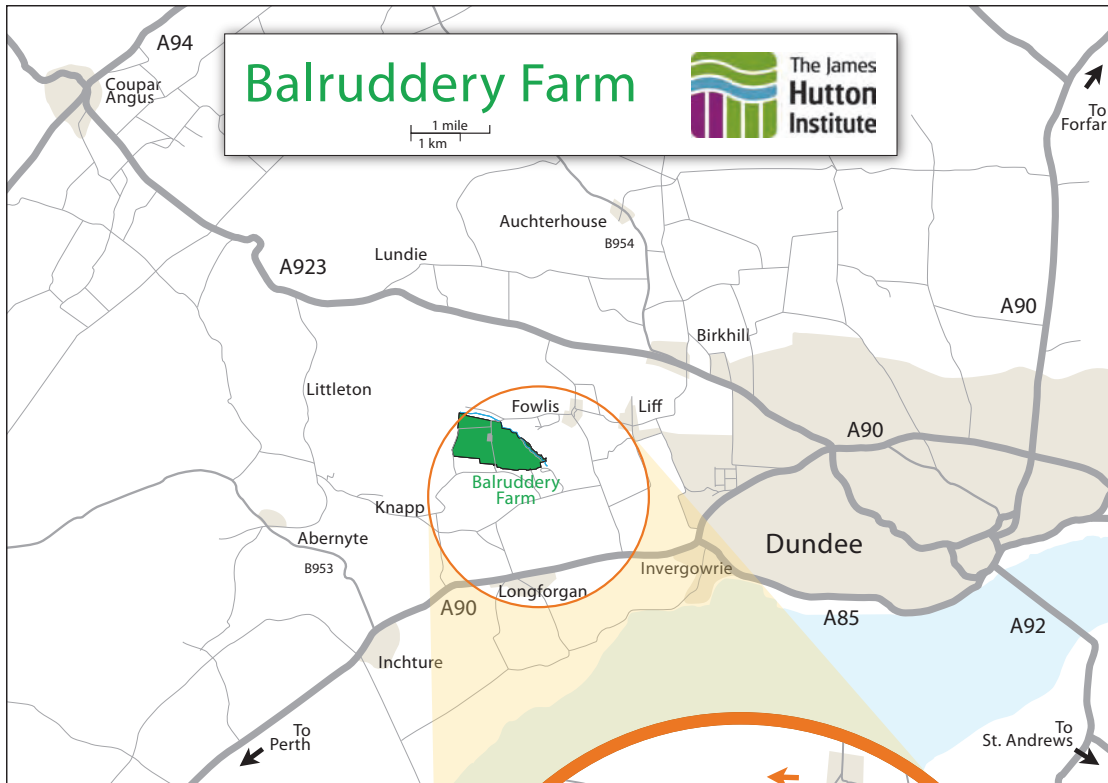 A94
Coupar
Angus
Balruddery Farm
1 mile
1 km
The James
Hutton
Institute
To
Forfar
Auchterhouse
B954
Lundie
A923
A90
Birkhill
Littleton
Fowlis
Liff
A90
Balruddery
Farm
Knapp
Abernyte
B953
Dundee
Invergowrie
Longforgan
A90
A85
A92
Inchture
To
Perth
To
St. Andrews